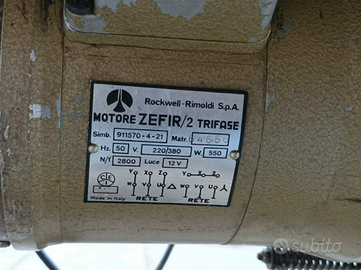 Rockwell-Rimoldi S.p.A.
MOTORE ZEFIR/2 TRIFASE
Simb. 911570-4-21 Matr.
Hz. 50 V. 220/380 W. 550
N/1' 2800 Luce 12V
Made in Italy
RETE RETE
subito